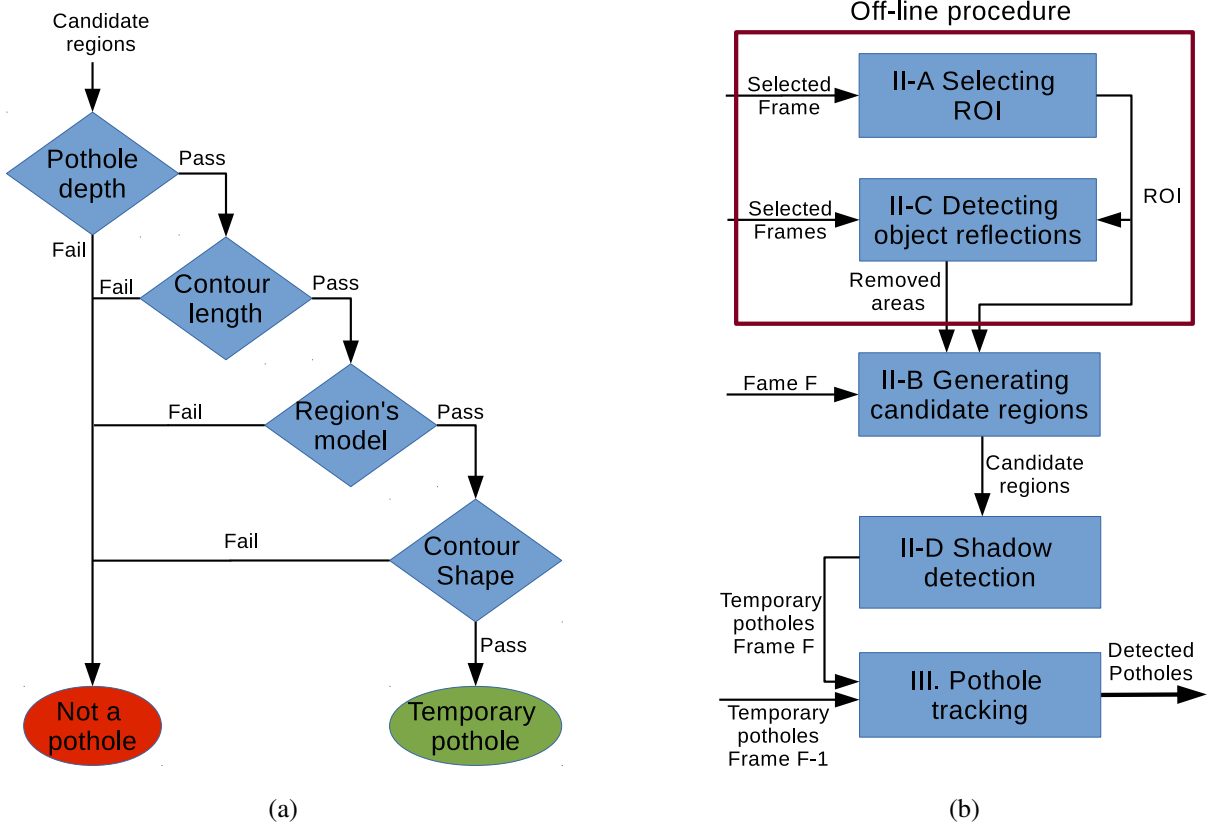 Candidate
regions
Pothole
depth
Pass
Fail
Contour
length
Fail
Pass
Region's
model
Fail
Pass
Contour
Shape
Fail
Pass
Not a
pothole
Temporary
pothole
(a)
Off-line procedure
Selected
Frame
II-A Selecting
ROI
Selected
Frames
II-C Detecting
object reflections
ROI
Removed
areas
Fame F
II-B Generating
candidate regions
Candidate
regions
II-D Shadow
detection
Temporary
potholes
Frame F
III. Pothole
tracking
Detected
Potholes
Temporary
potholes
Frame F-1
(b)